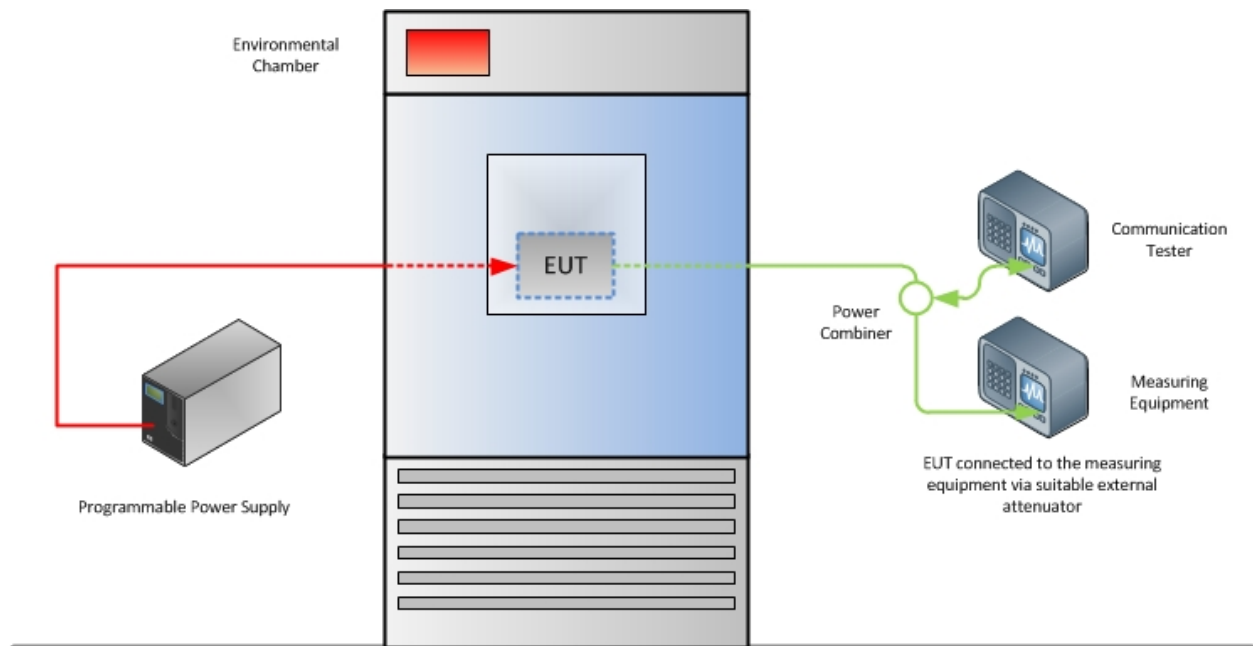 Environmental
Chamber
EUT
Communication
Tester
Power
Combiner
Measuring
Equipment
EUT connected to the measuring
equipment via suitable external
attenuator
Programmable Power Supply